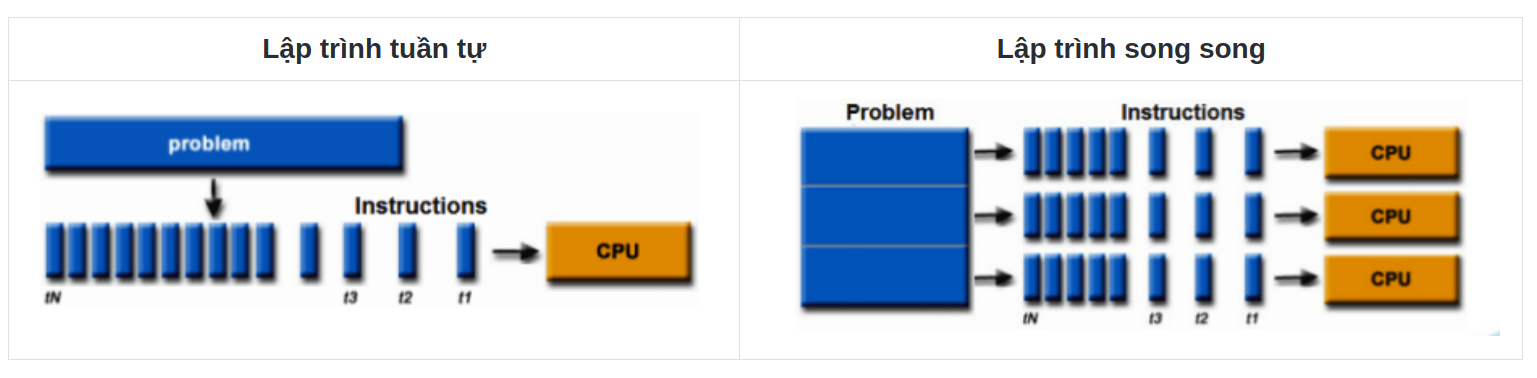 Lập trình tuần tự
Lập trình song song
problem
Instructions
CPU
tN
t3
t2
t1
Problem
Instructions
CPU
CPU
CPU
tN
t3
t2
t1